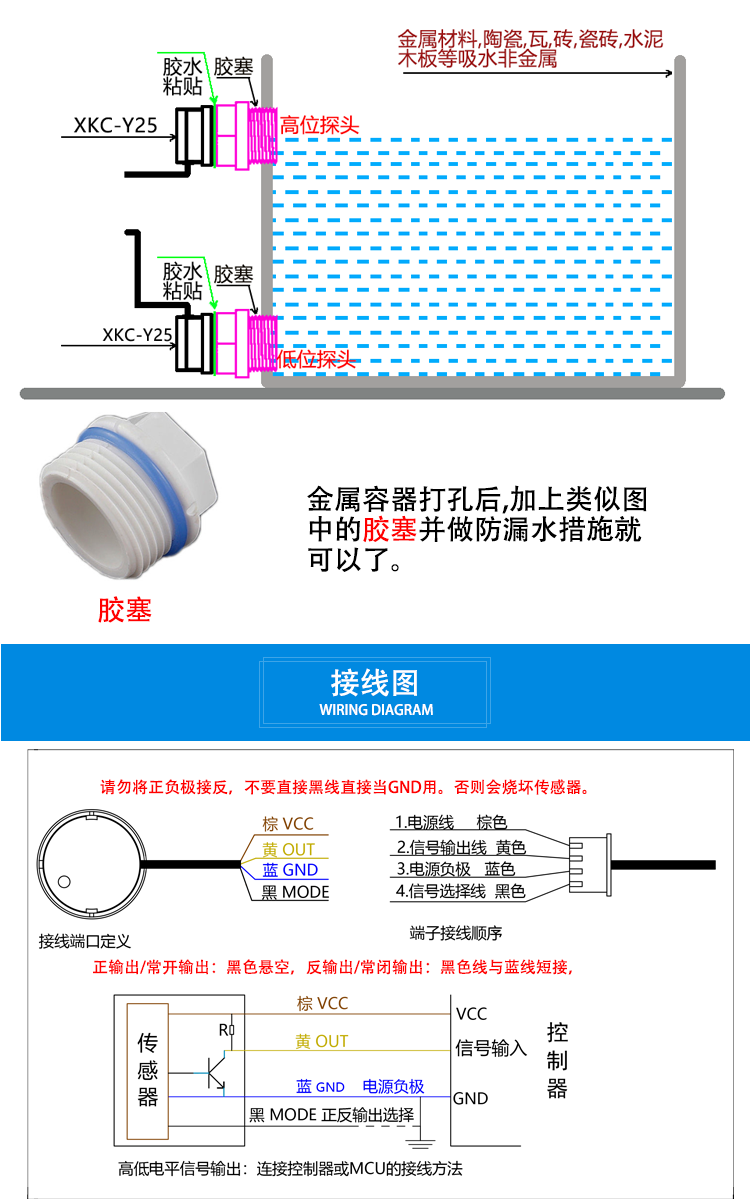 金属材料,陶瓷,瓦,砖,瓷砖,水泥
木板等吸水非金属
胶水
粘贴
胶塞
XKC-Y25
高位探头
胶水
粘贴
胶塞
XKC-Y25
低位探头
金属容器打孔后,加上类似图
中的胶塞并做防漏水措施就
可以了。
胶塞
接线图
WIRING DIAGRAM
请勿将正负极接反，不要直接黑线直接当GND用。否则会烧坏传感器。
棕 VCC
黄 OUT
蓝 GND
黑 MODE
1.电源线 棕色
2.信号输出线 黄色
3.电源负极 蓝色
4.信号选择线 黑色
接线端口定义
端子接线顺序
正输出/常开输出：黑色悬空，反输出/常闭输出：黑色线与蓝线短接,
传感器
R
棕 VCC
黄 OUT
蓝 GND 电源负极
黑 MODE 正反输出选择
VCC
信号输入
GND
控制器
高低电平信号输出：连接控制器或MCU的接线方法